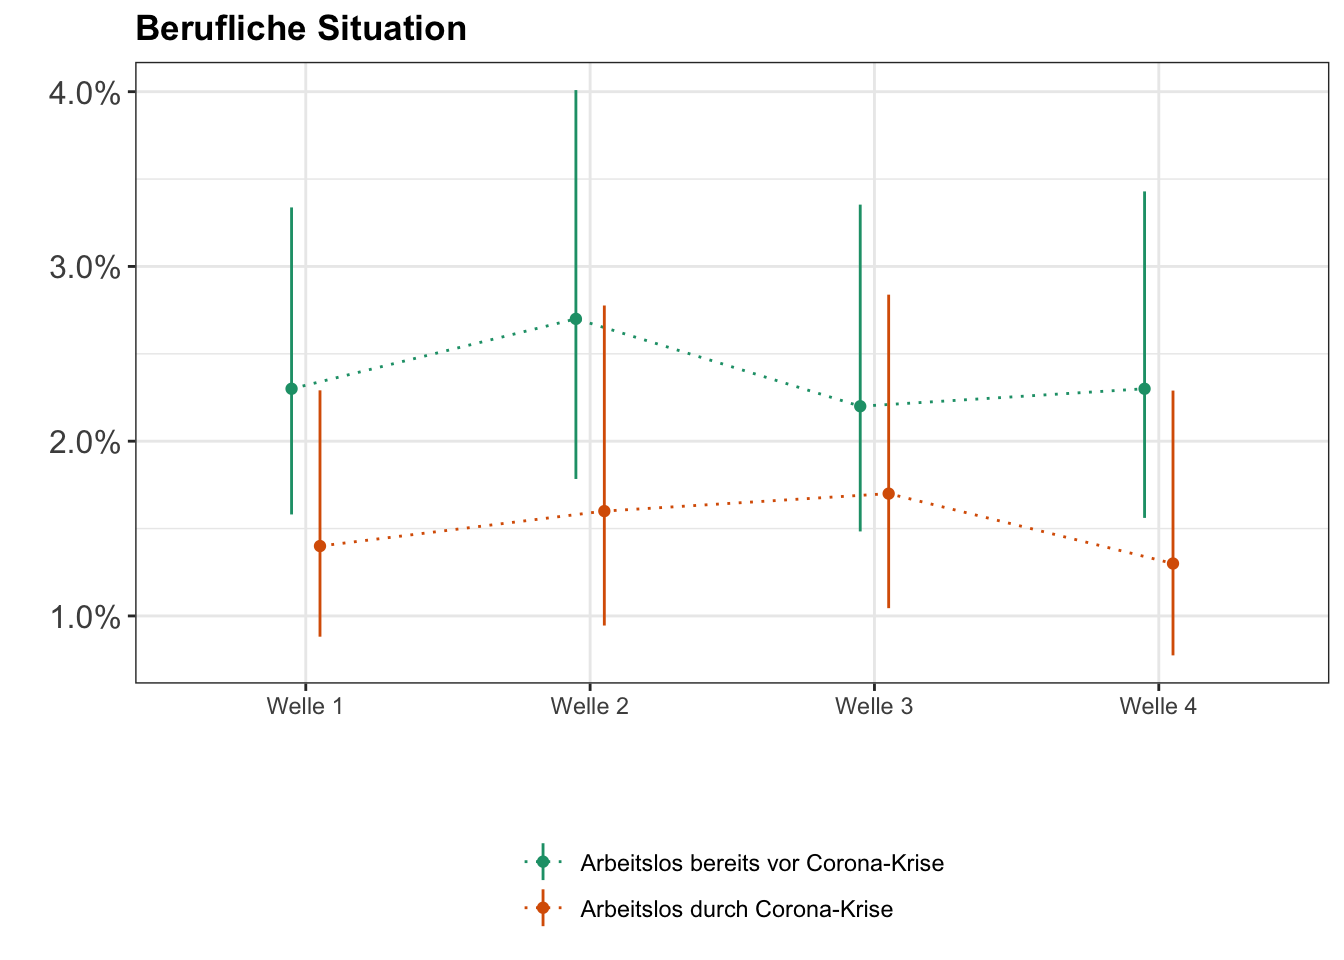 Berufliche Situation
4.0%
3.0%
2.0%
1.0%
Welle 1 Welle 2 Welle 3 Welle 4
Arbeitslos bereits vor Corona-Krise
Arbeitslos durch Corona-Krise